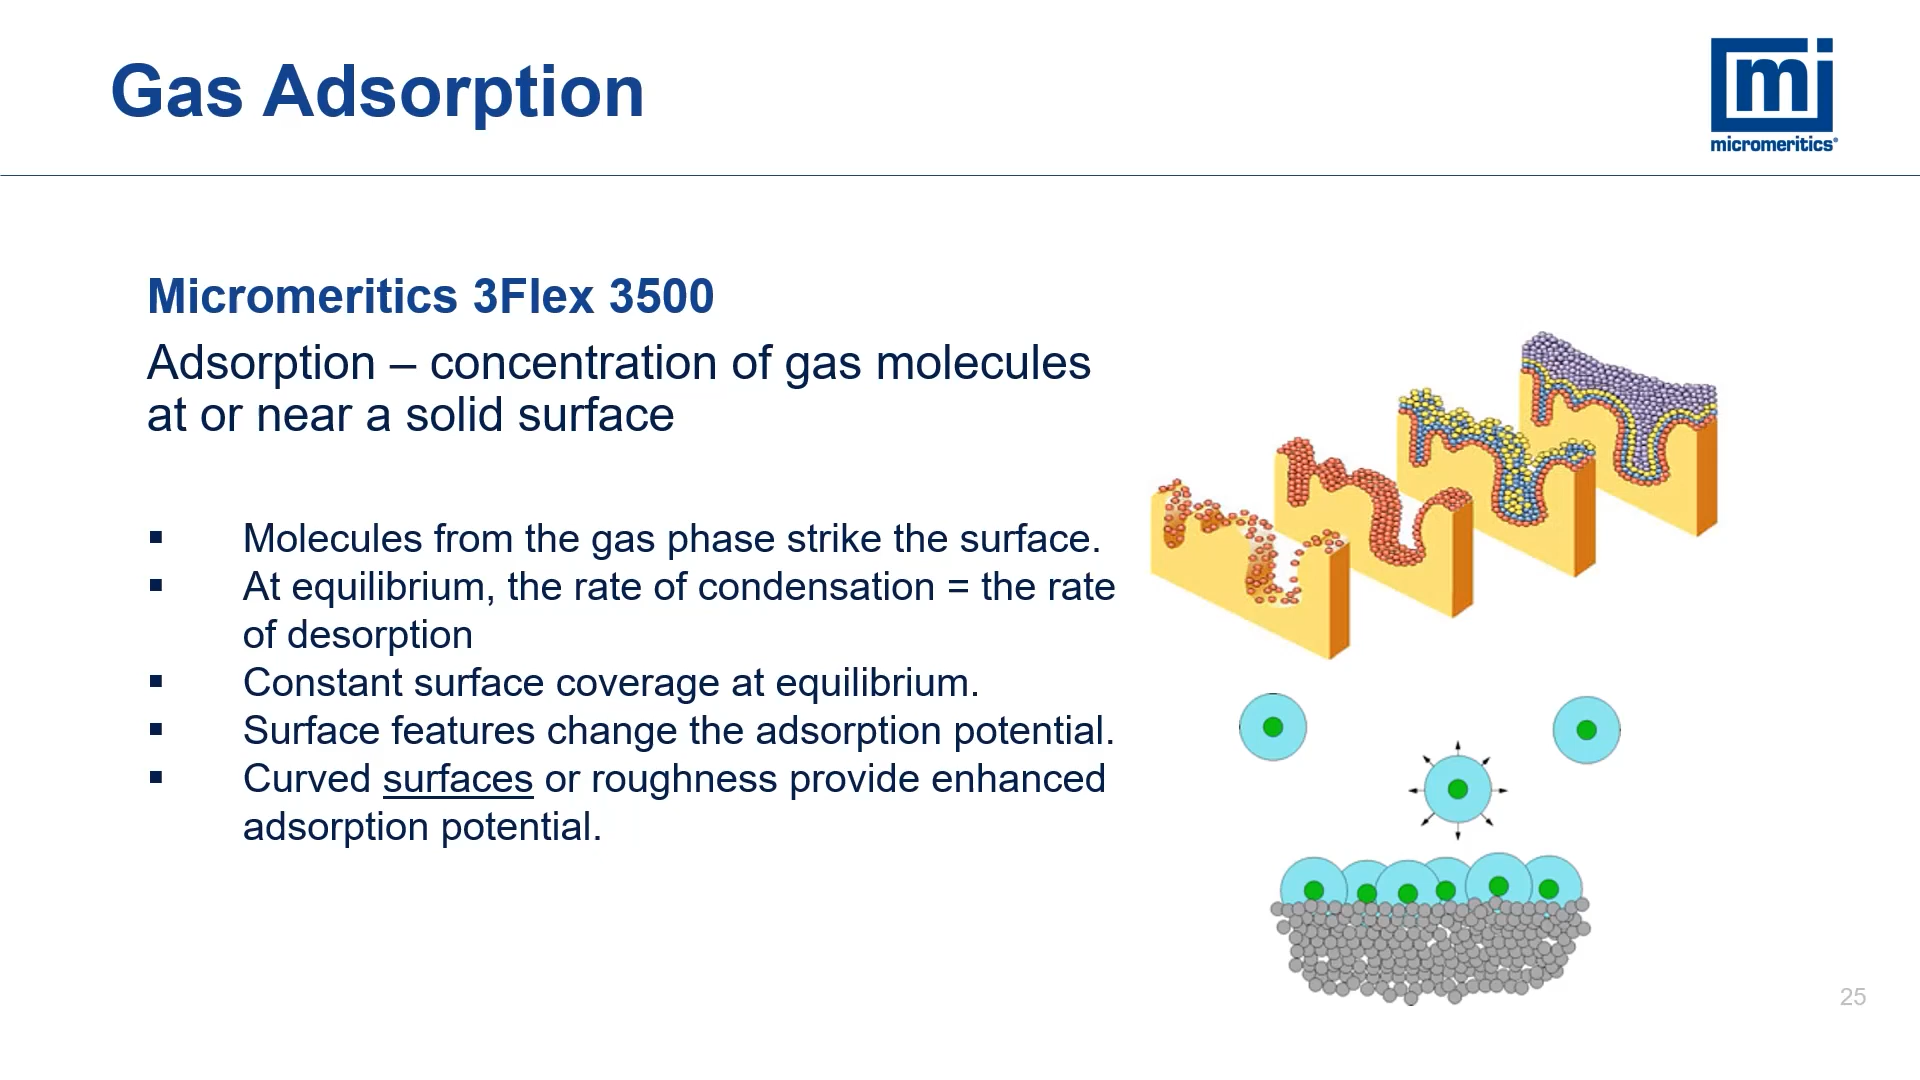 Gas Adsorption
mi
micromeritics®
Micromeritics 3Flex 3500
Adsorption – concentration of gas molecules
at or near a solid surface
▪ Molecules from the gas phase strike the surface.
▪ At equilibrium, the rate of condensation = the rate
of desorption
▪ Constant surface coverage at equilibrium.
▪ Surface features change the adsorption potential.
▪ Curved surfaces or roughness provide enhanced
adsorption potential.
25